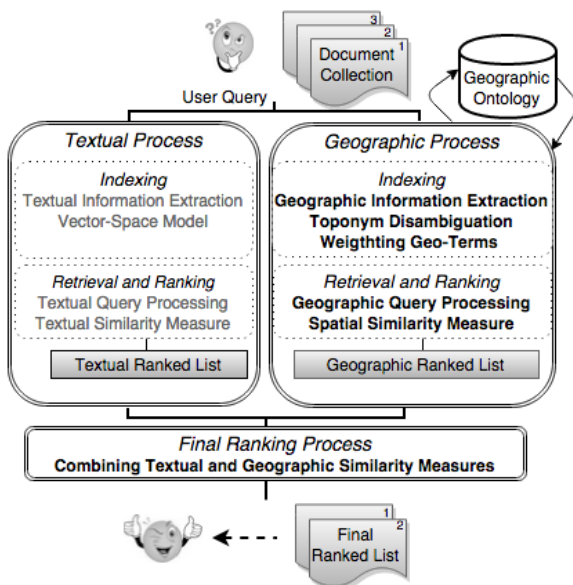 ??
3
2
1
Document
Collection
Geographic
Ontology
User Query
Textual Process
Indexing
Textual Information Extraction
Vector-Space Model
Retrieval and Ranking
Textual Query Processing
Textual Similarity Measure
Textual Ranked List
Geographic Process
Indexing
Geographic Information Extraction
Toponym Disambiguation
Weigthting Geo-Terms
Retrieval and Ranking
Geographic Query Processing
Spatial Similarity Measure
Geographic Ranked List
Final Ranking Process
Combining Textual and Geographic Similarity Measures
1
2
Final
Ranked List